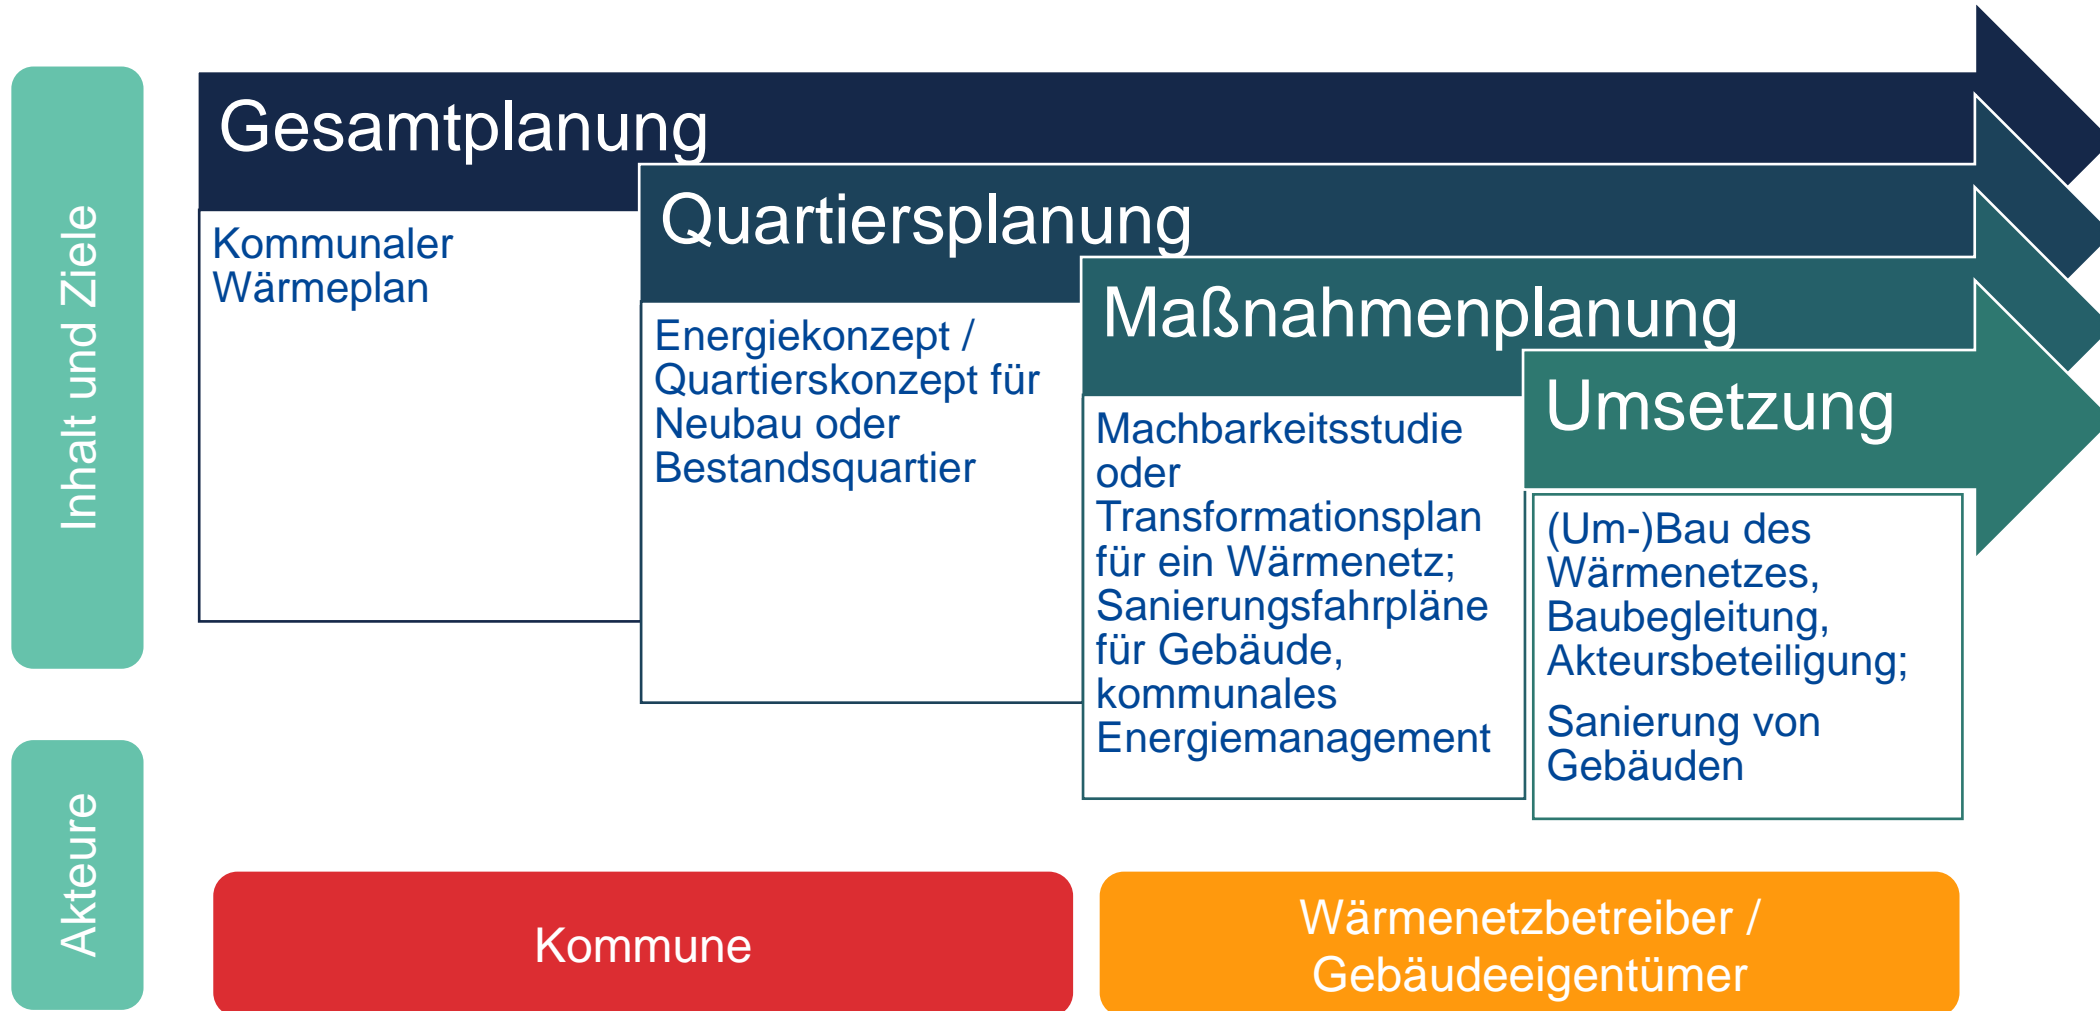 Inhalt und Ziele
Gesamtplanung
Kommunaler
Wärmeplan
Quartiersplanung
Energiekonzept /
Quartierskonzept für
Neubau oder
Bestandsquartier
Maßnahmenplanung
Machbarkeitsstudie
oder
Transformationsplan
für ein Wärmenetz;
Sanierungsfahrpläne
für Gebäude,
kommunales
Energiemanagement
Umsetzung
(Um-)Bau des
Wärmenetzes,
Baubegleitung,
Akteursbeteiligung;
Sanierung von
Gebäuden
Akteure
Kommune
Wärmenetzbetreiber /
Gebäudeeigentümer